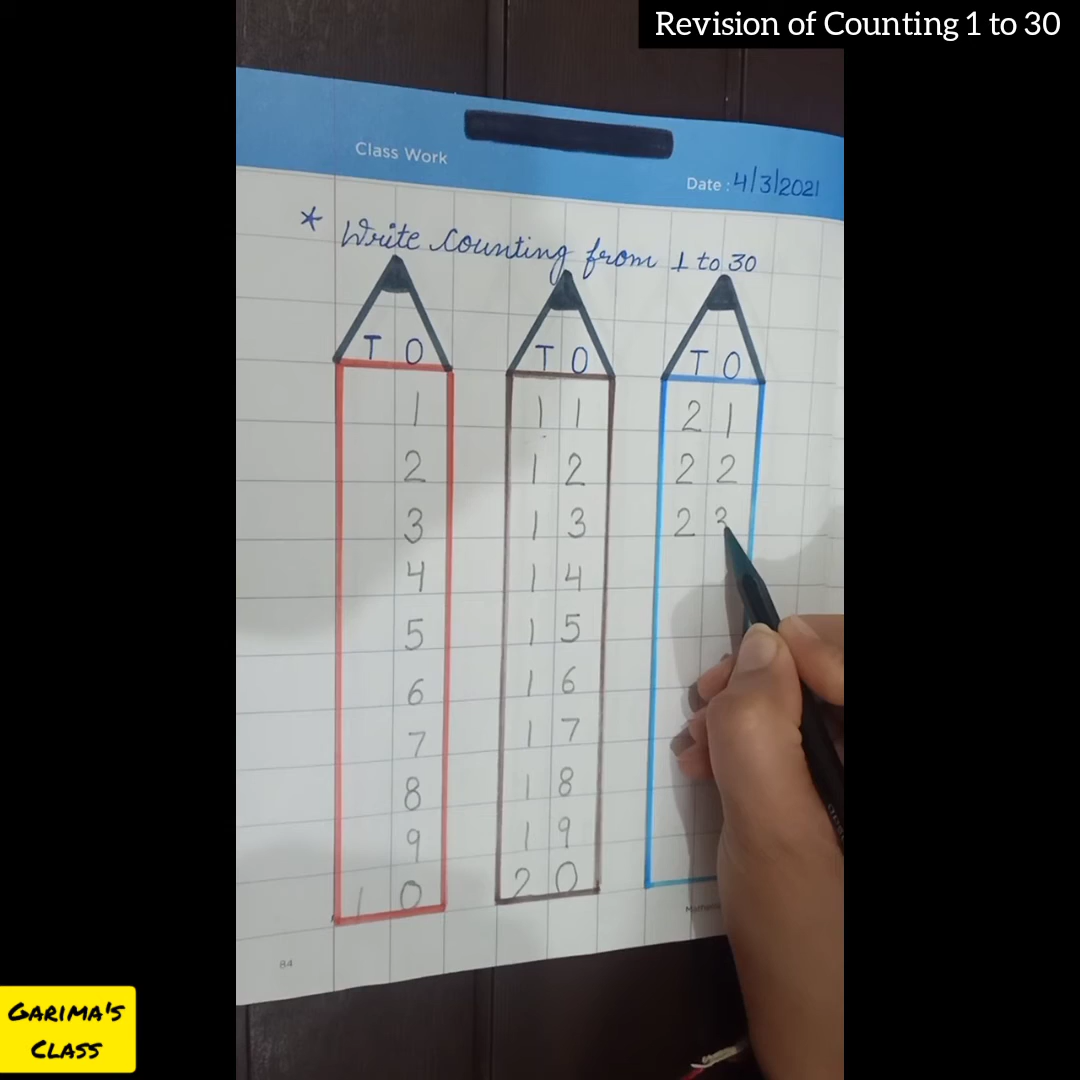 Revision of Counting 1 to 30
Class Work
Date : 4/3/2021
* Write Counting from 1 to 30
T O T O T O
1 1 1 2 1
2 1 2 2 2
3 1 3 2 3
4 1 4
5 1 5
6 1 6
7 1 7
8 1 8
9 1 9
1 0 2 0
84
GARIMA'S
CLASS